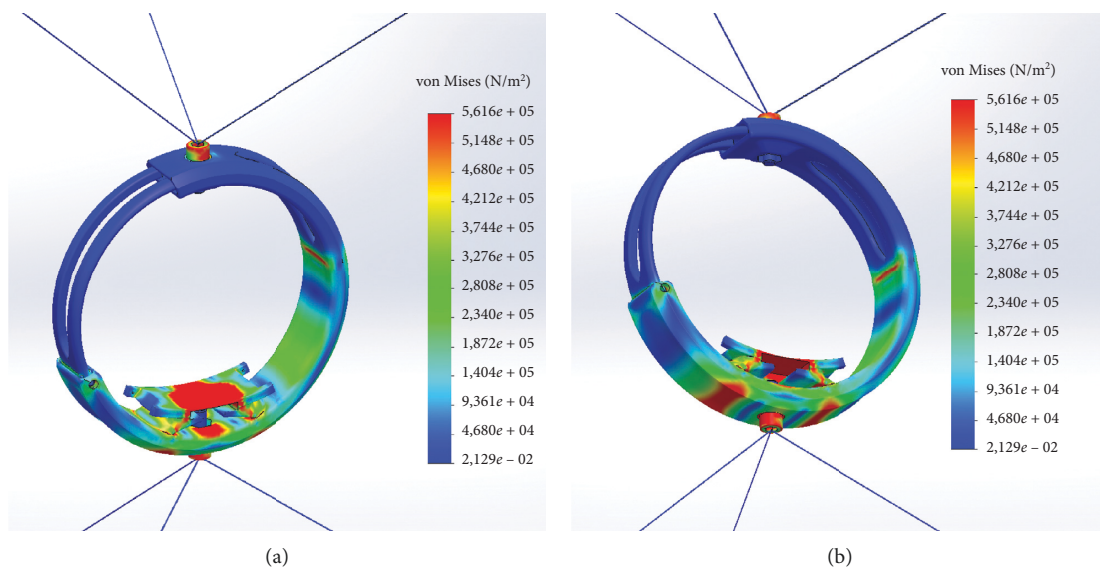 von Mises (N/m²)
5,616e + 05
5,148e + 05
4,680e + 05
4,212e + 05
3,744e + 05
3,276e + 05
2,808e + 05
2,340e + 05
1,872e + 05
1,404e + 05
9,361e + 04
4,680e + 04
2,129e – 02
(a)
von Mises (N/m²)
5,616e + 05
5,148e + 05
4,680e + 05
4,212e + 05
3,744e + 05
3,276e + 05
2,808e + 05
2,340e + 05
1,872e + 05
1,404e + 05
9,361e + 04
4,680e + 04
2,129e – 02
(b)